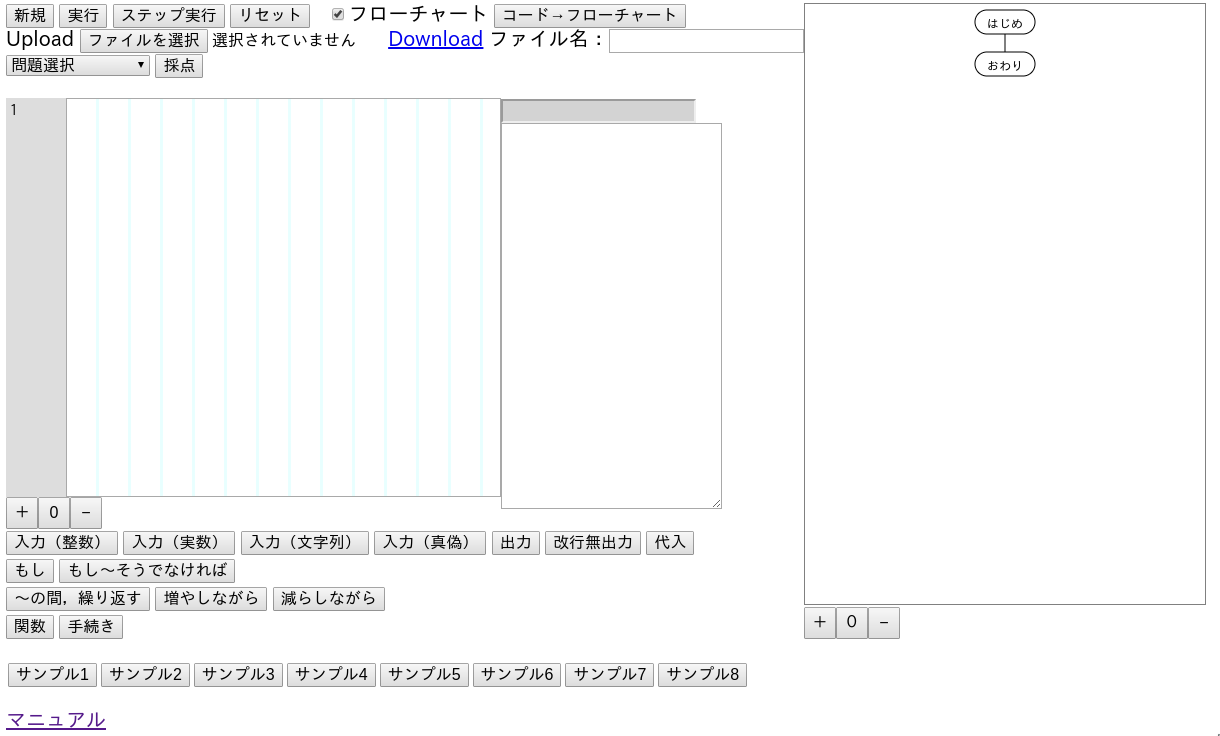 新規 実行 ステップ実行 リセット フローチャート コード→フローチャート
Upload ファイルを選択 選択されていません Download ファイル名：
問題選択 採点
1
+ 0 −
入力（整数） 入力（実数） 入力（文字列） 入力（真偽） 出力 改行無出力 代入
もし もし〜そうでなければ
〜の間，繰り返す 増やしながら 減らしながら
関数 手続き
サンプル1 サンプル2 サンプル3 サンプル4 サンプル5 サンプル6 サンプル7 サンプル8
マニュアル
はじめ
おわり
+ 0 −